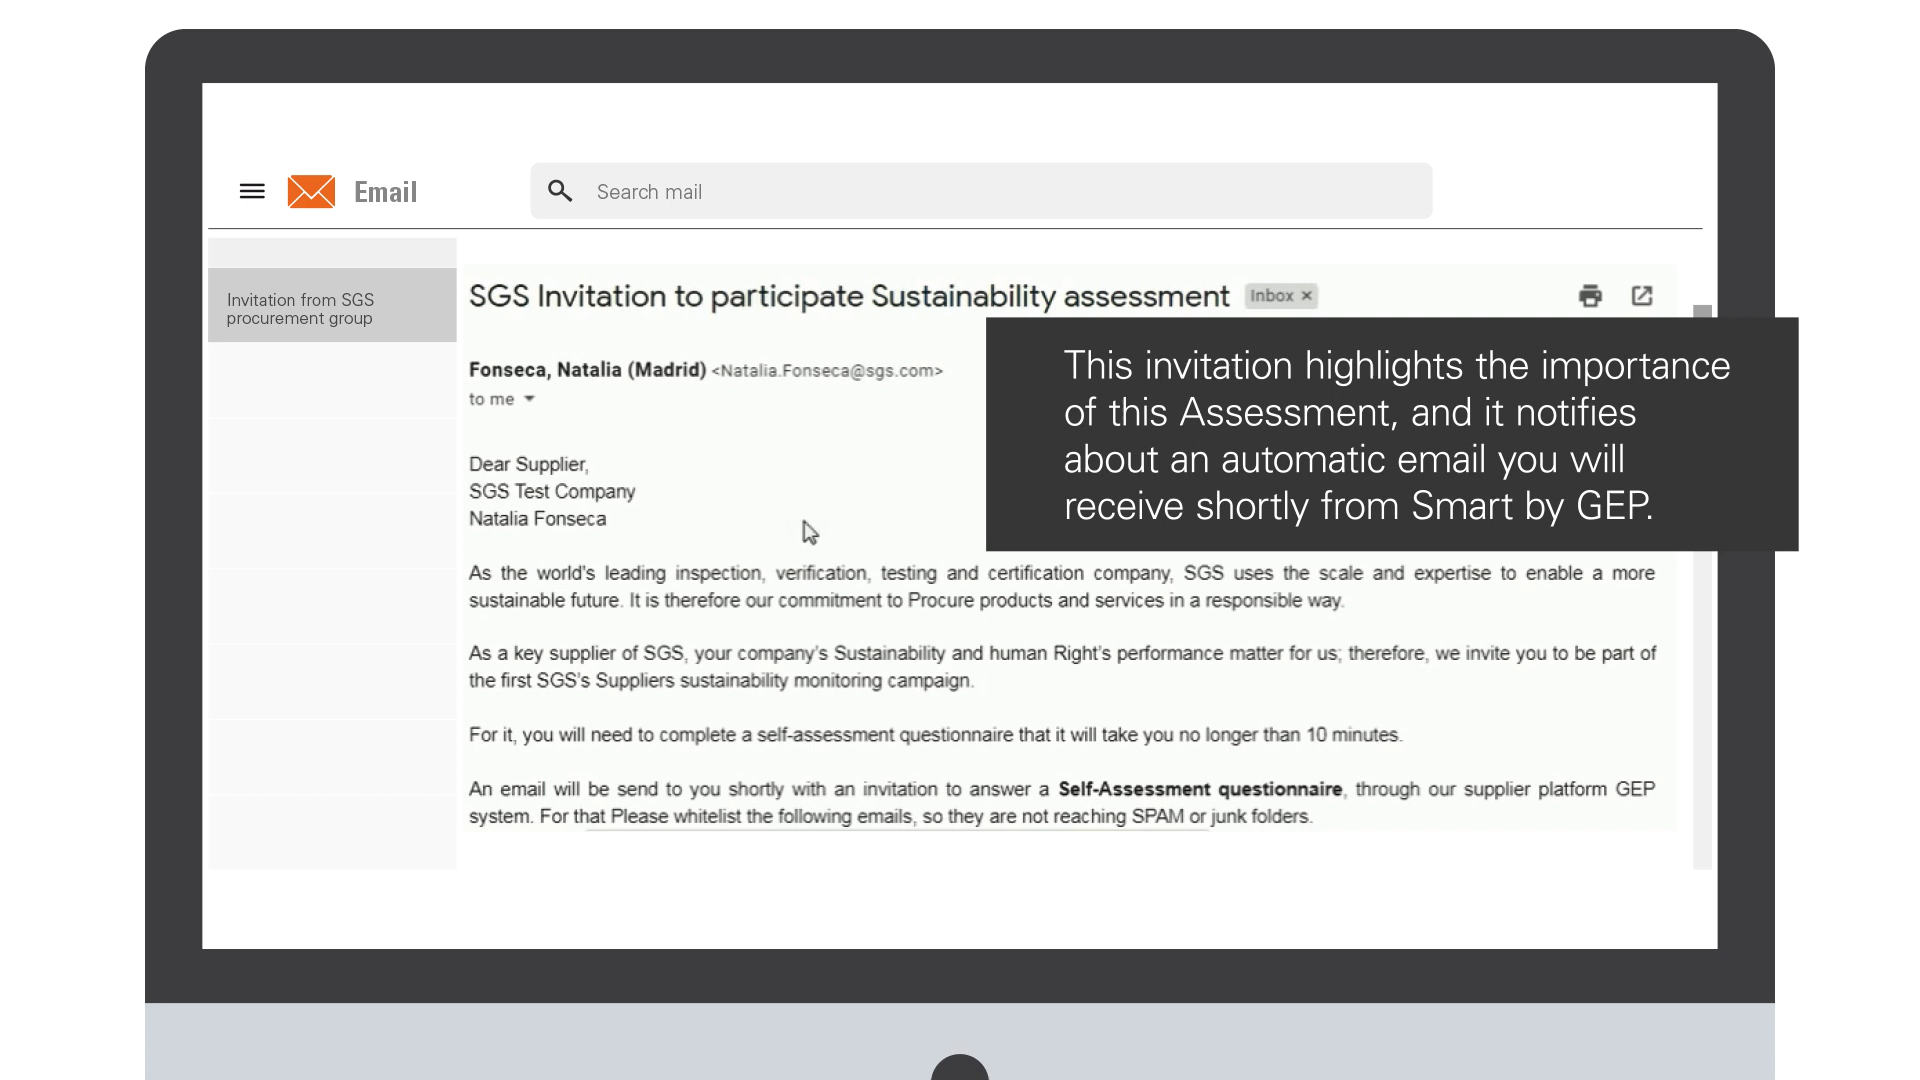 Email
Search mail
Invitation from SGS
procurement group
SGS Invitation to participate Sustainability assessment Inbox ×
Fonseca, Natalia (Madrid) <Natalia.Fonseca@sgs.com>
to me
This invitation highlights the importance
of this Assessment, and it notifies
about an automatic email you will
receive shortly from Smart by GEP.
Dear Supplier,
SGS Test Company
Natalia Fonseca
As the world's leading inspection, verification, testing and certification company, SGS uses the scale and expertise to enable a more
sustainable future. It is therefore our commitment to Procure products and services in a responsible way.
As a key supplier of SGS, your company's Sustainability and human Right's performance matter for us; therefore, we invite you to be part of
the first SGS's Suppliers sustainability monitoring campaign.
For it, you will need to complete a self-assessment questionnaire that it will take you no longer than 10 minutes.
An email will be send to you shortly with an invitation to answer a Self-Assessment questionnaire, through our supplier platform GEP
system. For that Please whitelist the following emails, so they are not reaching SPAM or junk folders.